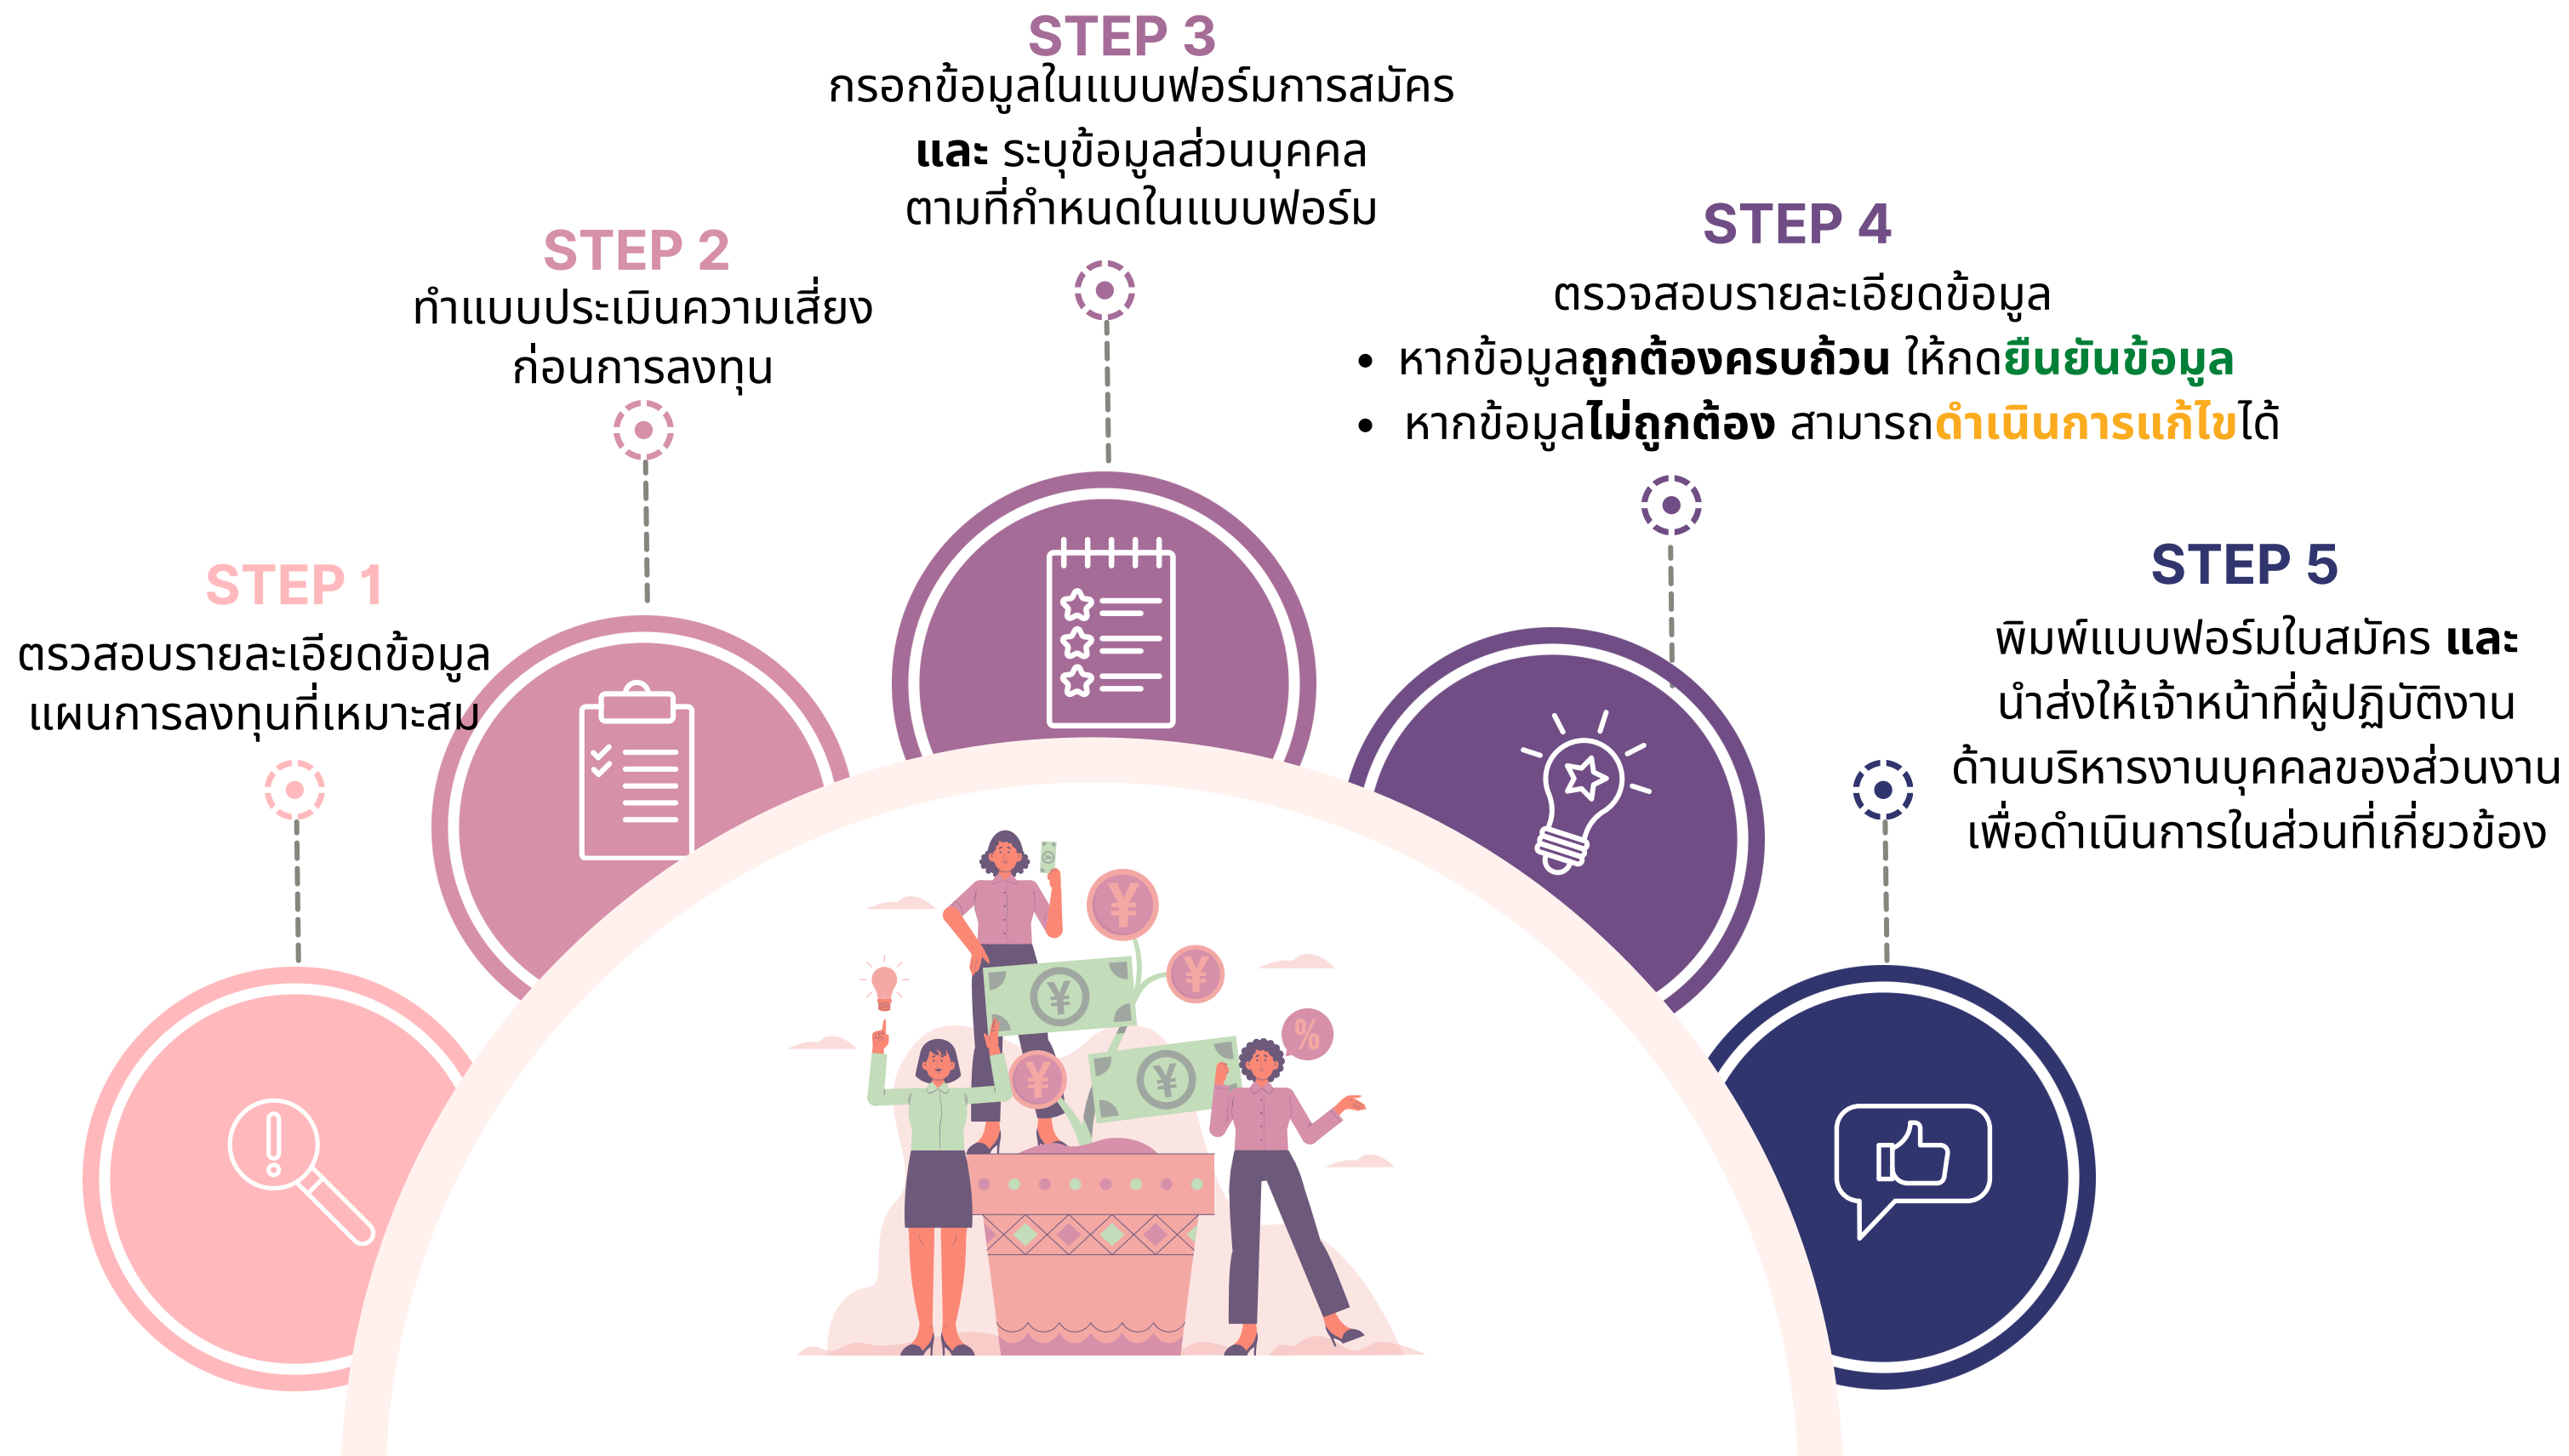 STEP 1
ตรวสอบรายละเอียดข้อมูล
แผนการลงทุนที่เหมาะสม
STEP 2
ทำแบบประเมินความเสี่ยง
ก่อนการลงทุน
STEP 3
กรอกข้อมูลในแบบฟอร์มการสมัคร
และ ระบุข้อมูลส่วนบุคคล
ตามที่กำหนดในแบบฟอร์ม
STEP 4
ตรวจสอบรายละเอียดข้อมูล
• หากข้อมูลถูกต้องครบถ้วน ให้กดยืนยันข้อมูล
• หากข้อมูลไม่ถูกต้อง สามารถดำเนินการแก้ไขได้
STEP 5
พิมพ์แบบฟอร์มใบสมัคร และ
นำส่งให้เจ้าหน้าที่ผู้ปฏิบัติงาน
ด้านบริหารงานบุคคลของส่วนงาน
เพื่อดำเนินการในส่วนที่เกี่ยวข้อง
¥
¥
¥
¥
¥
%